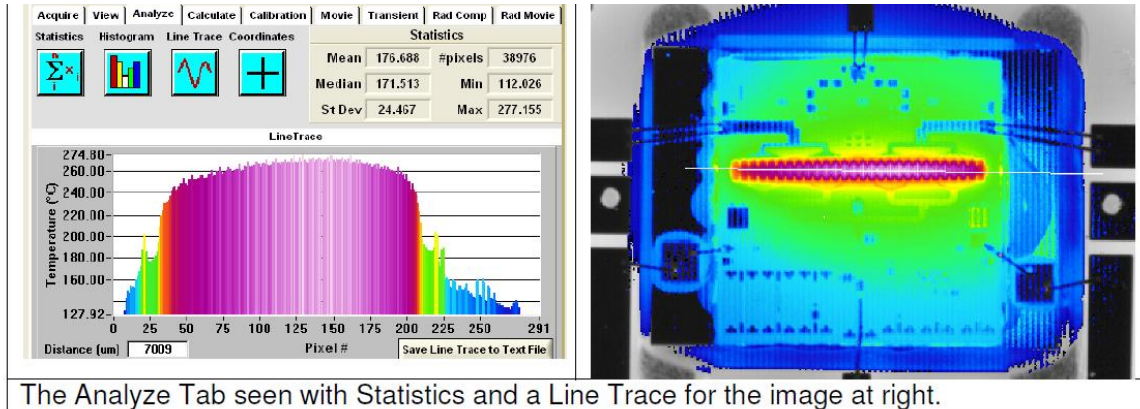 Acquire View Analyze Calculate Calibration Movie Transient Rad Comp Rad Movie
Statistics Histogram Line Trace Coordinates
Statistics
Mean 176.688 #pixels 38976
Median 171.513 Min 112.026
St Dev 24.467 Max 277.155
n
Σxi
i
LineTrace
274.80
260.00
240.00
220.00
200.00
180.00
160.00
127.92
Temperature (°C)
0 25 50 75 100 125 150 175 200 225 250 291
Distance (um) 7009 Pixel # Save Line Trace to Text File
The Analyze Tab seen with Statistics and a Line Trace for the image at right.